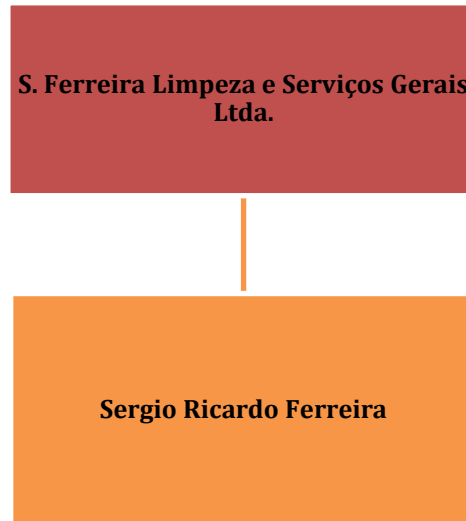 S. Ferreira Limpeza e Serviços Gerais
Ltda.
Sergio Ricardo Ferreira